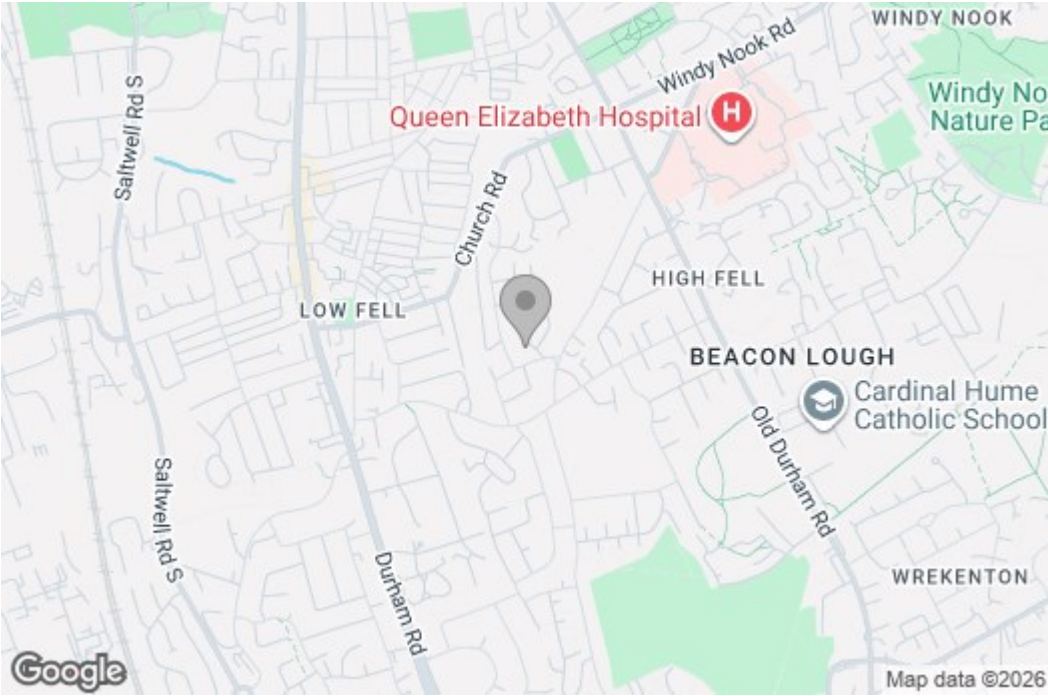 WINDY NOOK
Windy Nook Rd
Windy No
Nature Pa
Queen Elizabeth Hospital
H
Saltwell Rd S
Church Rd
HIGH FELL
LOW FELL
BEACON LOUGH
Cardinal Hume
Catholic School
Old Durham Rd
Saltwell Rd S
Durham Rd
WREKENTON
Google
Map data ©2026